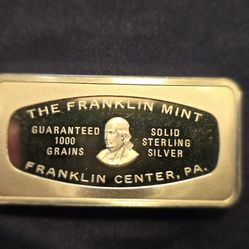 THE FRANKLIN MINT
GUARANTEED
1000
GRAINS
SOLID
STERLING
SILVER
FRANKLIN CENTER, PA.